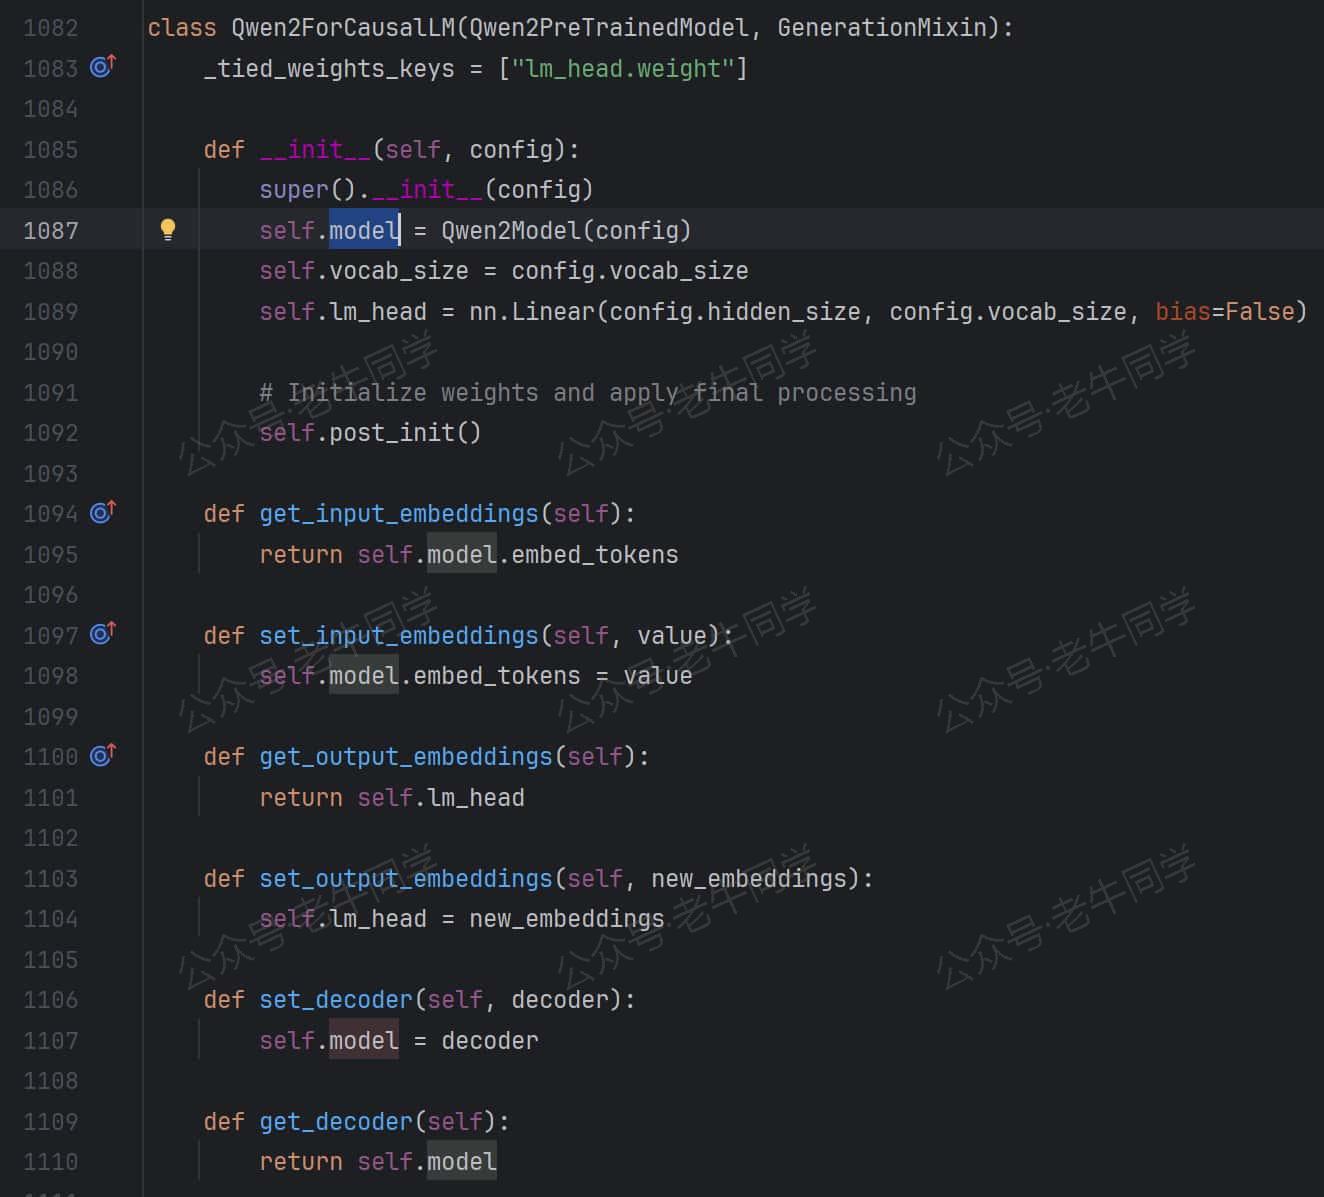 1082 class Qwen2ForCausalLM(Qwen2PreTrainedModel, GenerationMixin):
1083 _tied_weights_keys = ["lm_head.weight"]
1084
1085 def __init__(self, config):
1086 super().__init__(config)
1087 self.model = Qwen2Model(config)
1088 self.vocab_size = config.vocab_size
1089 self.lm_head = nn.Linear(config.hidden_size, config.vocab_size, bias=False)
1090
1091 # Initialize weights and apply final processing
1092 self.post_init()
公众号·老牛同学 公众号·老牛同学 公众号·老牛同学
1093
1094 def get_input_embeddings(self):
1095 return self.model.embed_tokens
1096
1097 def set_input_embeddings(self, value):
1098 self.model.embed_tokens = value
公众号·老牛同学 公众号·老牛同学 公众号·老牛同学
1099
1100 def get_output_embeddings(self):
1101 return self.lm_head
1102
1103 def set_output_embeddings(self, new_embeddings):
1104 self.lm_head = new_embeddings
公众号·老牛同学 公众号·老牛同学 公众号·老牛同学
1105
1106 def set_decoder(self, decoder):
1107 self.model = decoder
1108
1109 def get_decoder(self):
1110 return self.model